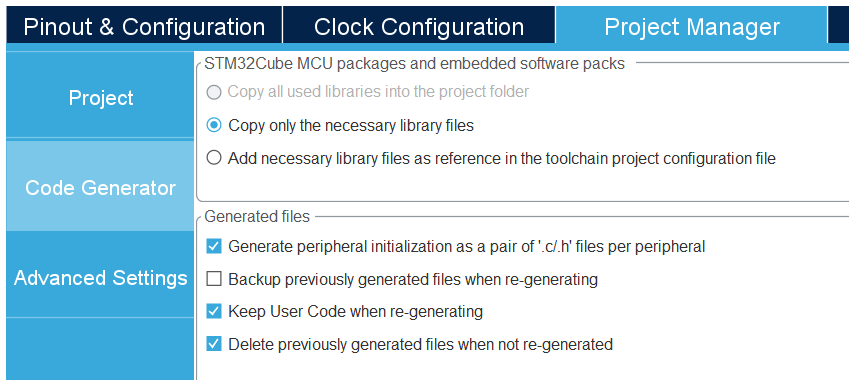 Pinout & Configuration
Clock Configuration
Project Manager
Project
Code Generator
Advanced Settings
STM32Cube MCU packages and embedded software packs
Copy all used libraries into the project folder
Copy only the necessary library files
Add necessary library files as reference in the toolchain project configuration file
Generated files
Generate peripheral initialization as a pair of '.c/.h' files per peripheral
Backup previously generated files when re-generating
Keep User Code when re-generating
Delete previously generated files when not re-generated